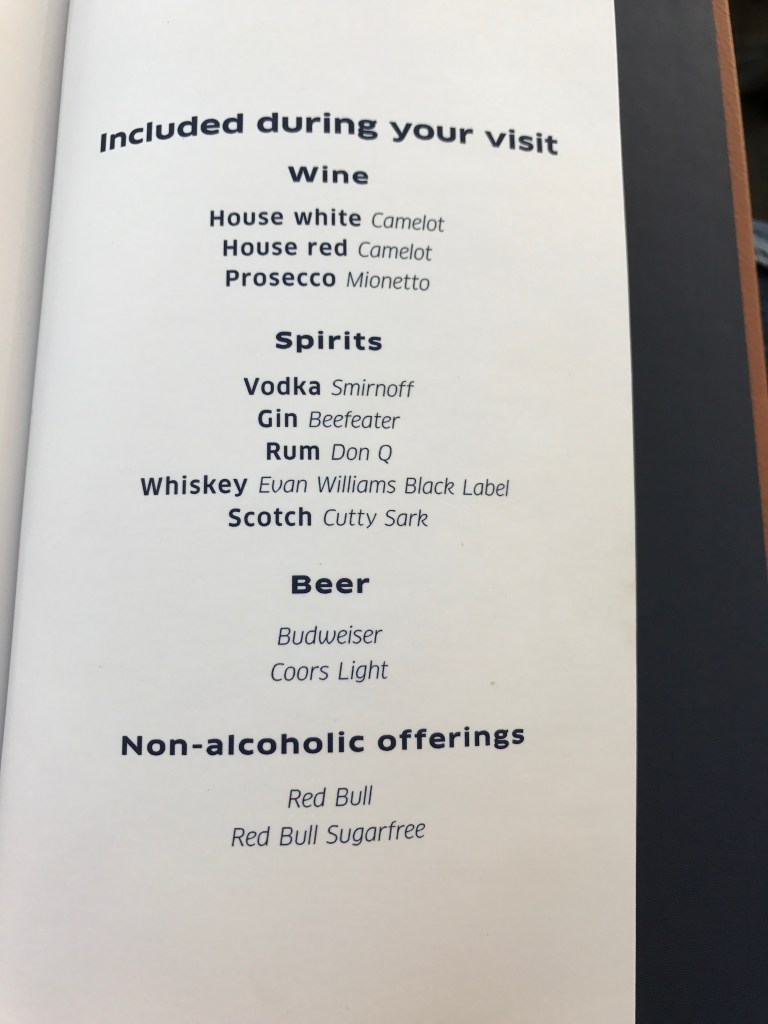 Included during your visit
Wine
House white Camelot
House red Camelot
Prosecco Mionetto
Spirits
Vodka Smirnoff
Gin Beefeater
Rum Don Q
Whiskey Evan Williams Black Label
Scotch Cutty Sark
Beer
Budweiser
Coors Light
Non-alcoholic offerings
Red Bull
Red Bull Sugarfree